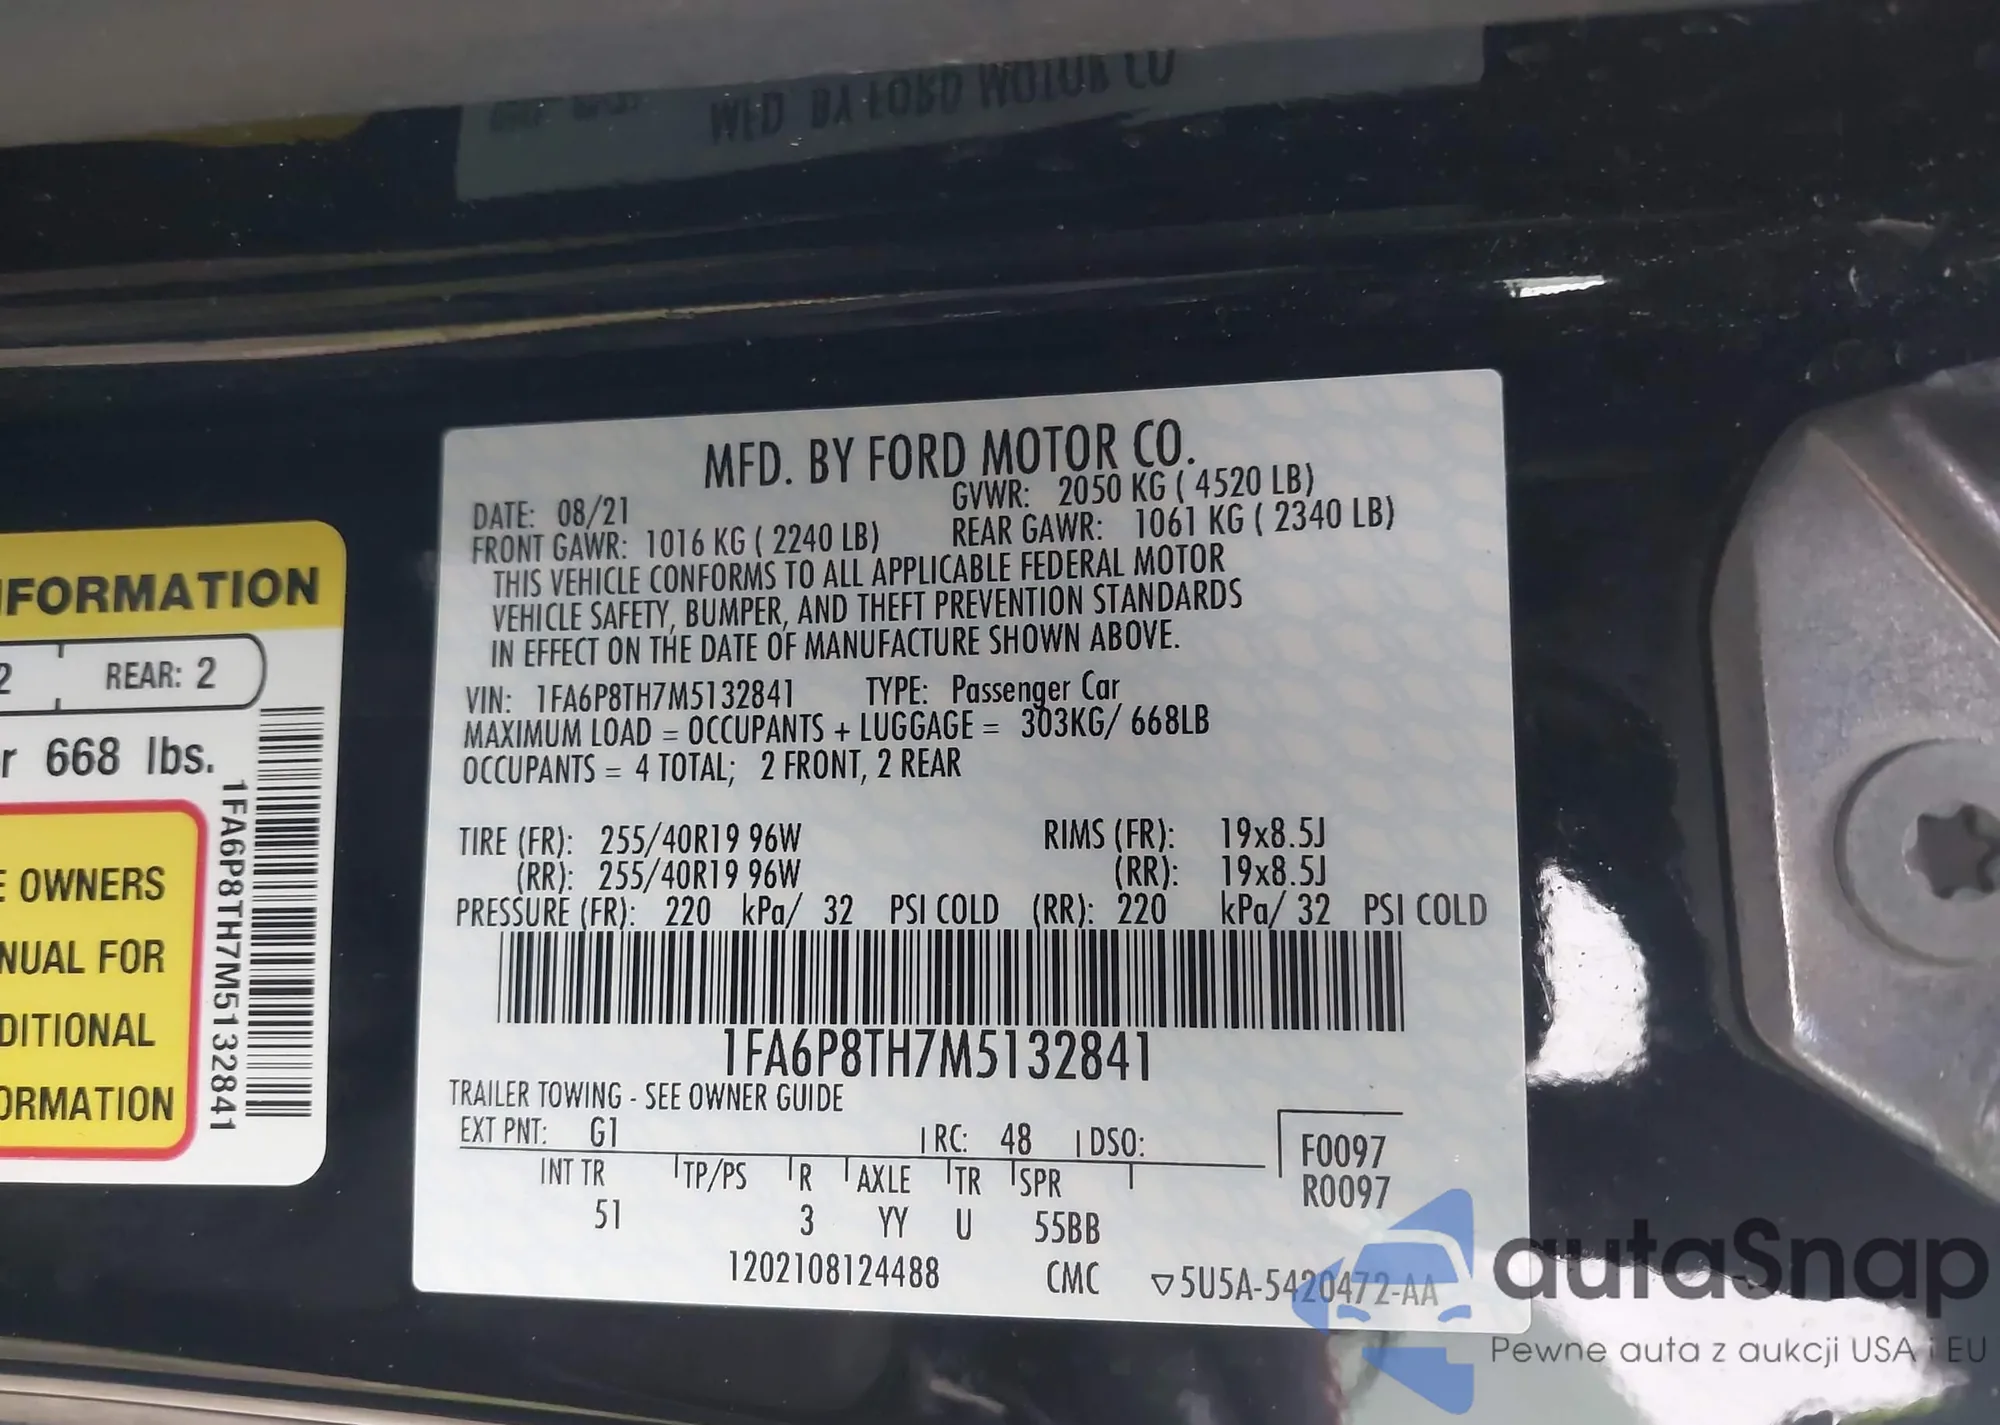 MFD. BY FORD MOTOR CO.
DATE: 08/21 GVWR: 2050 KG ( 4520 LB)
FRONT GAWR: 1016 KG ( 2240 LB) REAR GAWR: 1061 KG ( 2340 LB)
THIS VEHICLE CONFORMS TO ALL APPLICABLE FEDERAL MOTOR
VEHICLE SAFETY, BUMPER, AND THEFT PREVENTION STANDARDS
IN EFFECT ON THE DATE OF MANUFACTURE SHOWN ABOVE.
VIN: 1FA6P8TH7M5132841 TYPE: Passenger Car
MAXIMUM LOAD = OCCUPANTS + LUGGAGE = 303KG/ 668LB
OCCUPANTS = 4 TOTAL; 2 FRONT, 2 REAR
TIRE (FR): 255/40R19 96W RIMS (FR): 19x8.5J
(RR): 255/40R19 96W (RR): 19x8.5J
PRESSURE (FR): 220 kPa/ 32 PSI COLD (RR): 220 kPa/ 32 PSI COLD
1FA6P8TH7M5132841
TRAILER TOWING - SEE OWNER GUIDE
EXT PNT: G1 RC: 48 DSO:
F0097
R0097
INT TR TP/PS R AXLE TR SPR
51 3 YY U 55BB
1202108124488 CMC ▽5U5A-5420472-AA
NFORMATION
2 REAR: 2
r 668 lbs.
E OWNERS
NUAL FOR
DITIONAL
ORMATION
1FA6P8TH7M5132841
autaSnap
Pewne auta z aukcji USA i EU